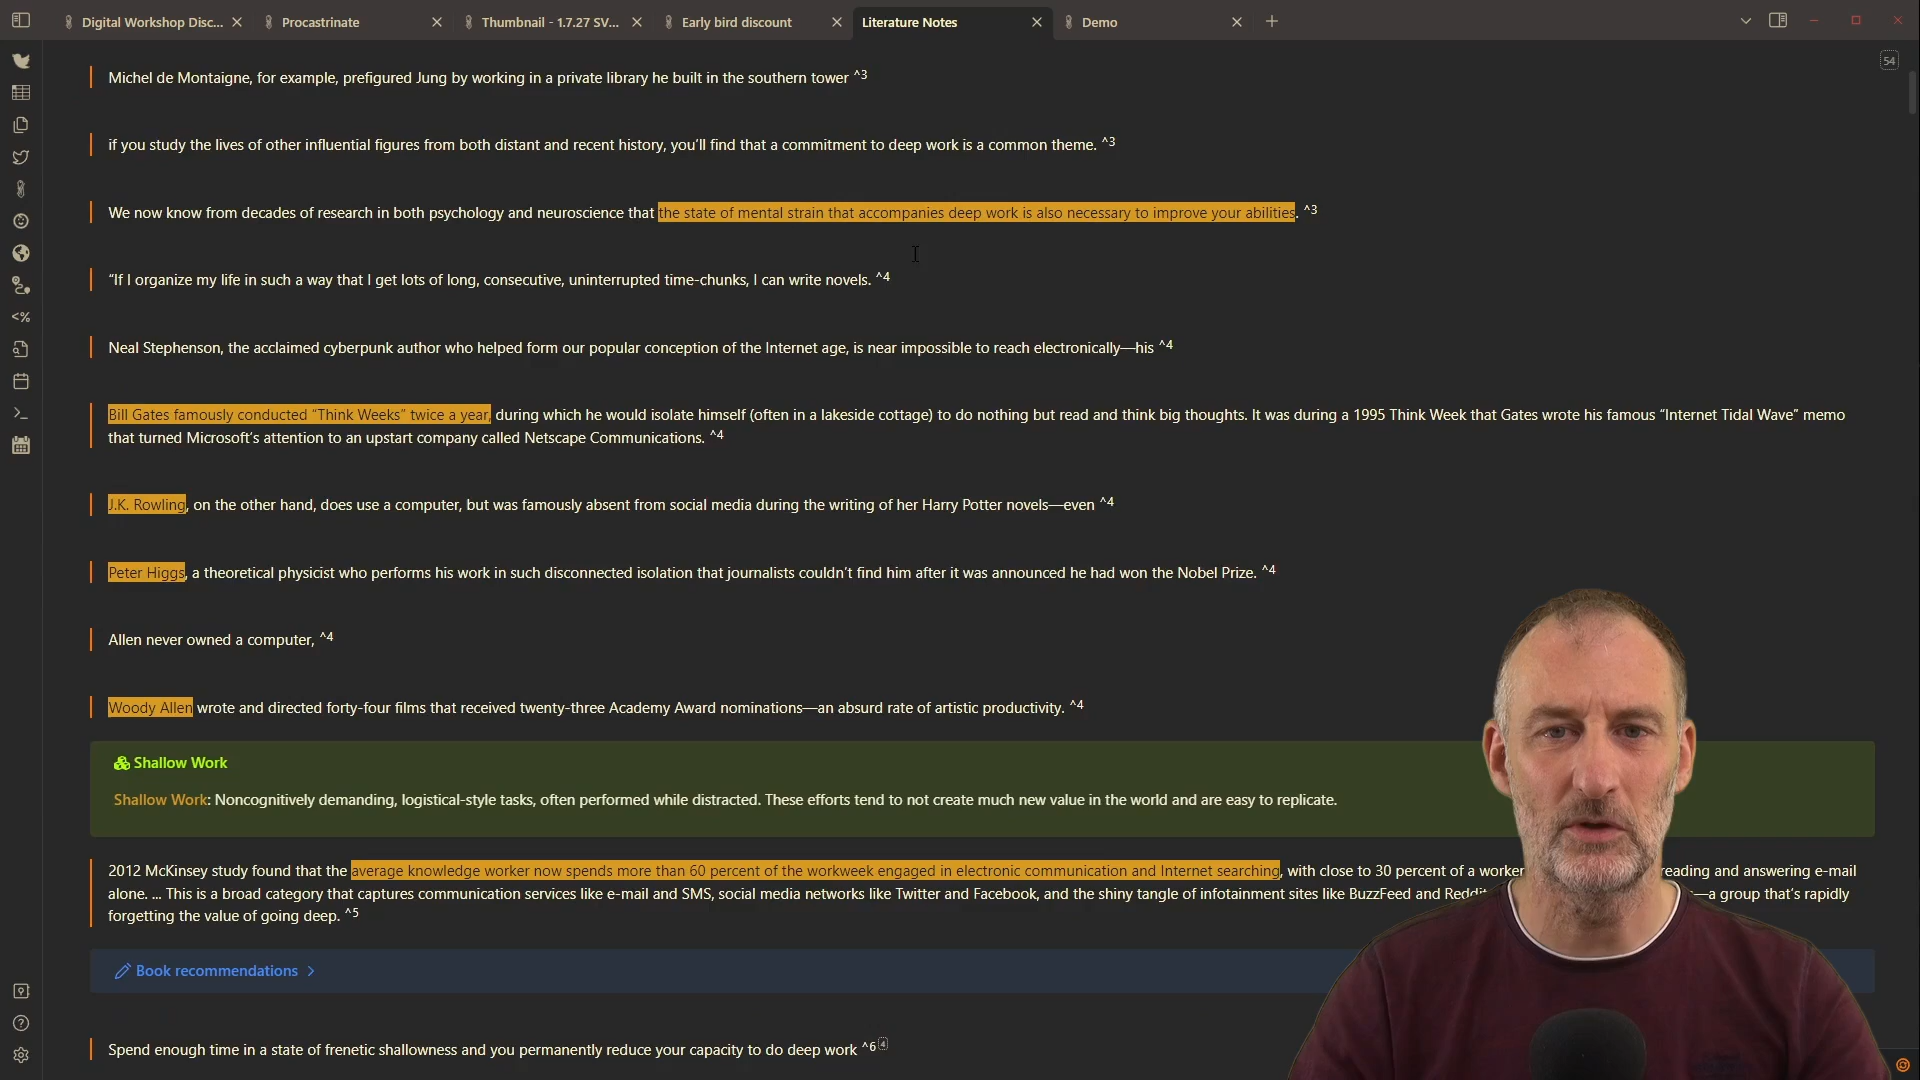 Digital Workshop Disc...
Procastrinate
Thumbnail - 1.7.27 SV...
Early bird discount
Literature Notes
Demo
54
Michel de Montaigne, for example, prefigured Jung by working in a private library he built in the southern tower ^3
if you study the lives of other influential figures from both distant and recent history, you'll find that a commitment to deep work is a common theme. ^3
We now know from decades of research in both psychology and neuroscience that the state of mental strain that accompanies deep work is also necessary to improve your abilities. ^3
“If I organize my life in such a way that I get lots of long, consecutive, uninterrupted time-chunks, I can write novels. ^4
Neal Stephenson, the acclaimed cyberpunk author who helped form our popular conception of the Internet age, is near impossible to reach electronically—his ^4
Bill Gates famously conducted “Think Weeks” twice a year, during which he would isolate himself (often in a lakeside cottage) to do nothing but read and think big thoughts. It was during a 1995 Think Week that Gates wrote his famous “Internet Tidal Wave” memo
that turned Microsoft's attention to an upstart company called Netscape Communications. ^4
J.K. Rowling, on the other hand, does use a computer, but was famously absent from social media during the writing of her Harry Potter novels—even ^4
Peter Higgs, a theoretical physicist who performs his work in such disconnected isolation that journalists couldn't find him after it was announced he had won the Nobel Prize. ^4
Allen never owned a computer, ^4
Woody Allen wrote and directed forty-four films that received twenty-three Academy Award nominations—an absurd rate of artistic productivity. ^4
Shallow Work
Shallow Work: Noncognitively demanding, logistical-style tasks, often performed while distracted. These efforts tend to not create much new value in the world and are easy to replicate.
2012 McKinsey study found that the average knowledge worker now spends more than 60 percent of the workweek engaged in electronic communication and Internet searching, with close to 30 percent of a worker reading and answering e-mail
alone. ... This is a broad category that captures communication services like e-mail and SMS, social media networks like Twitter and Facebook, and the shiny tangle of infotainment sites like BuzzFeed and Reddit —a group that's rapidly
forgetting the value of going deep. ^5
Book recommendations >
Spend enough time in a state of frenetic shallowness and you permanently reduce your capacity to do deep work ^6 4